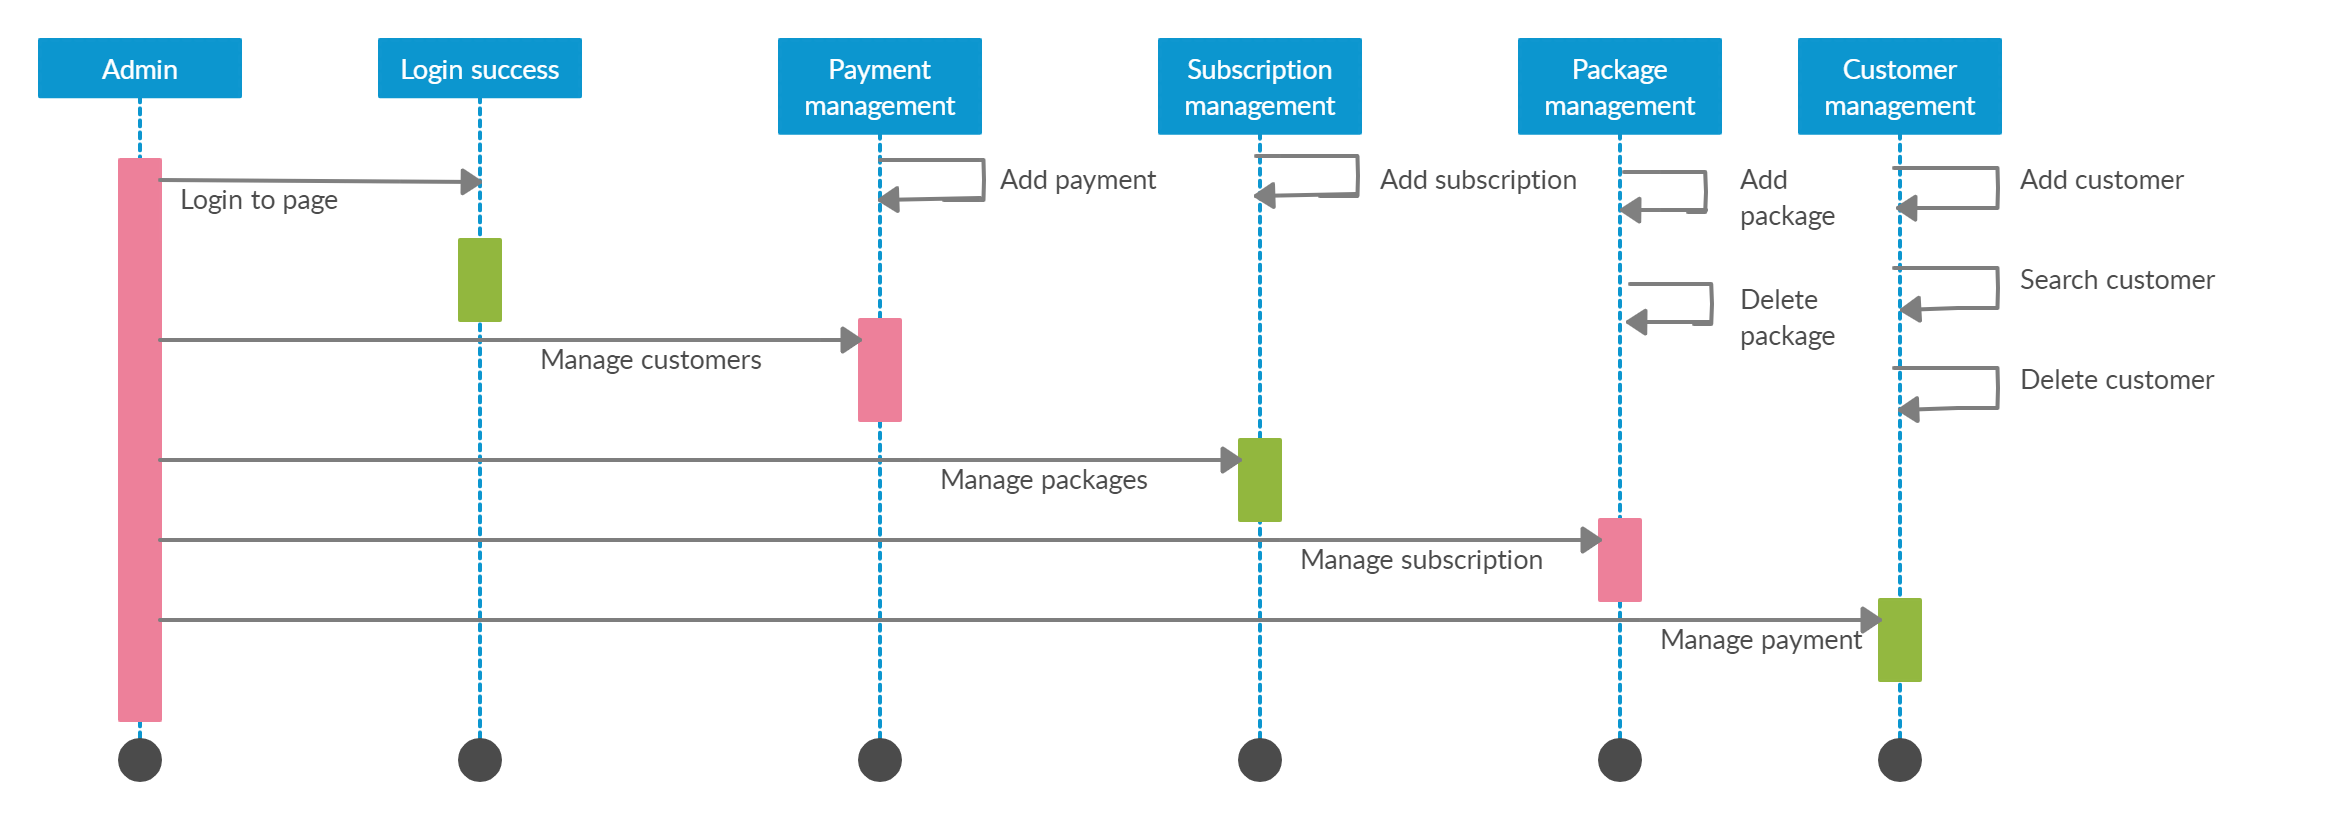 Admin
Login success
Payment
management
Subscription
management
Package
management
Customer
management
Login to page
Add payment
Add subscription
Add
package
Add customer
Delete
package
Search customer
Manage customers
Delete customer
Manage packages
Manage subscription
Manage payment